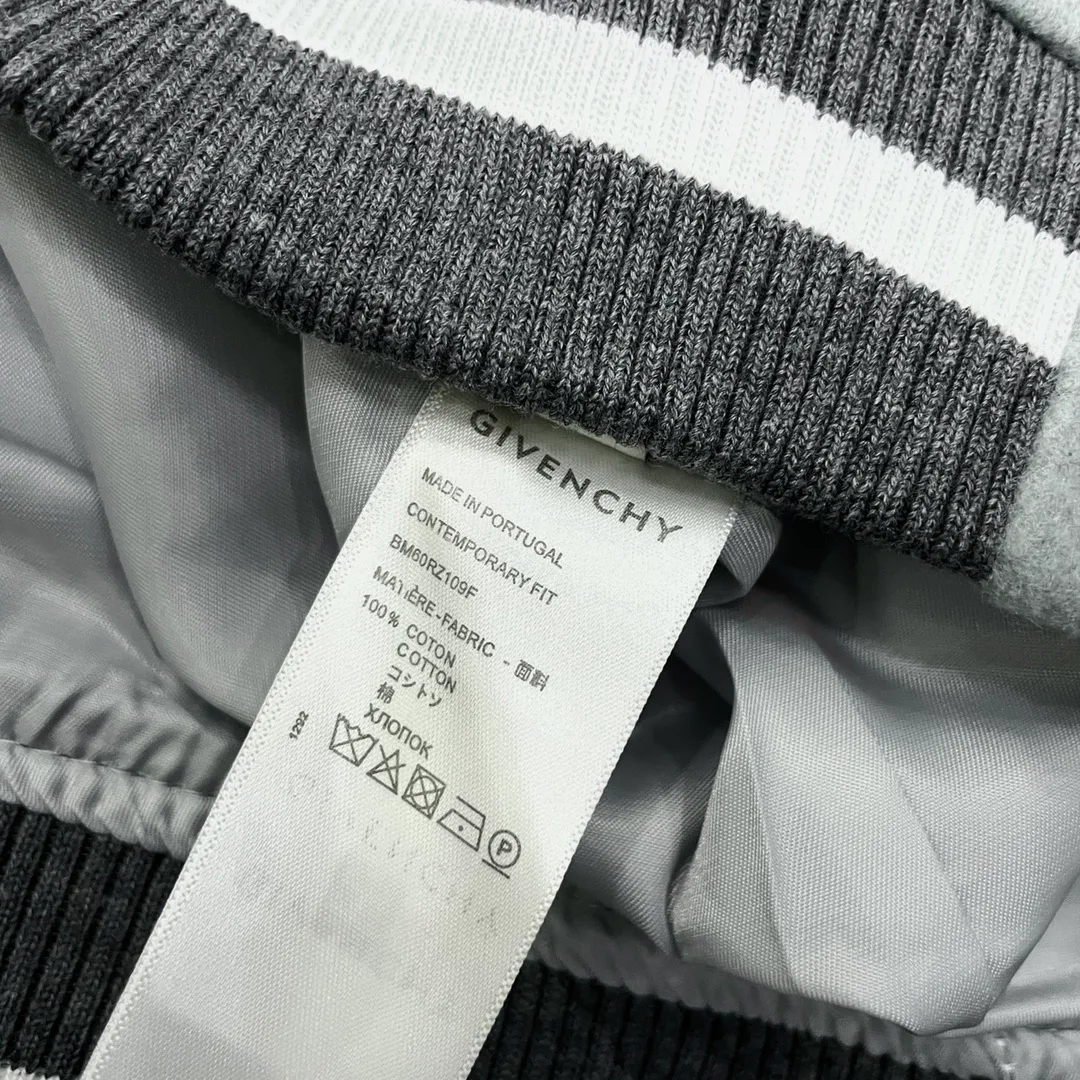 GIVENCHY
MADE IN PORTUGAL
CONTEMPORARY FIT
BM60RZ109F
MATIÈRE-FABRIC - 面料
100% COTON
COTTON
コットン
棉
ХЛОПОК
1292
P